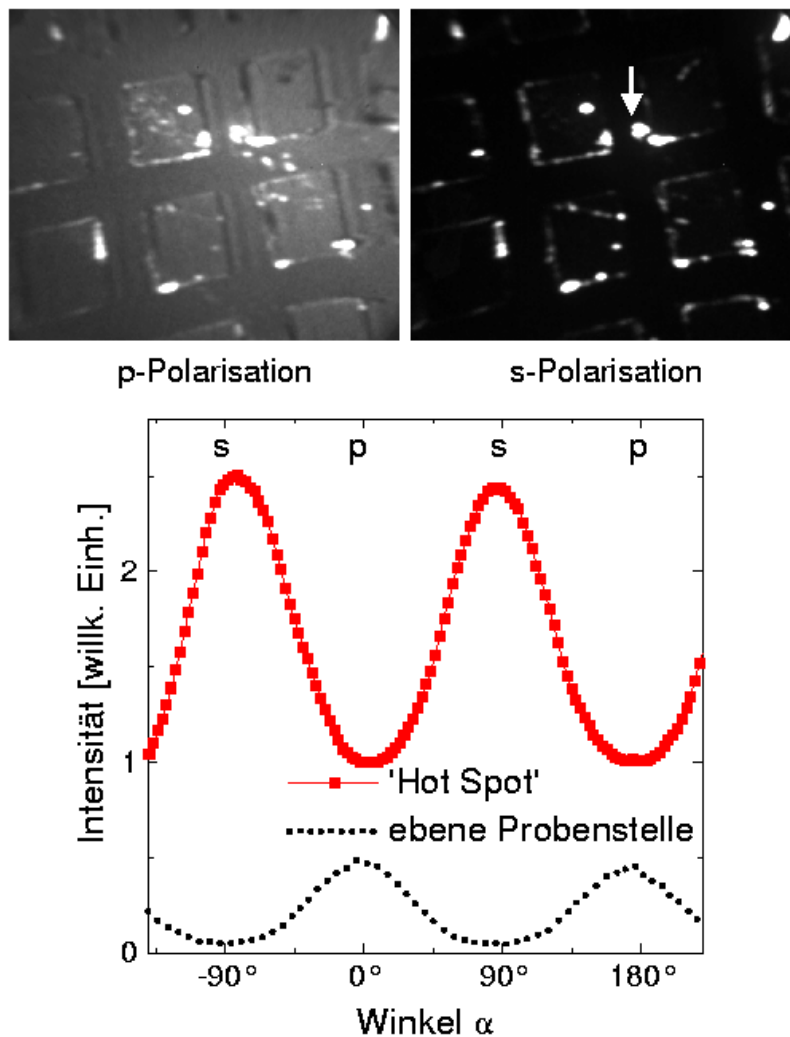 p-Polarisation
s-Polarisation
s p s p
Intensität [willk. Einh.]
2
1
0
'Hot Spot'
ebene Probenstelle
-90° 0° 90° 180°
Winkel α